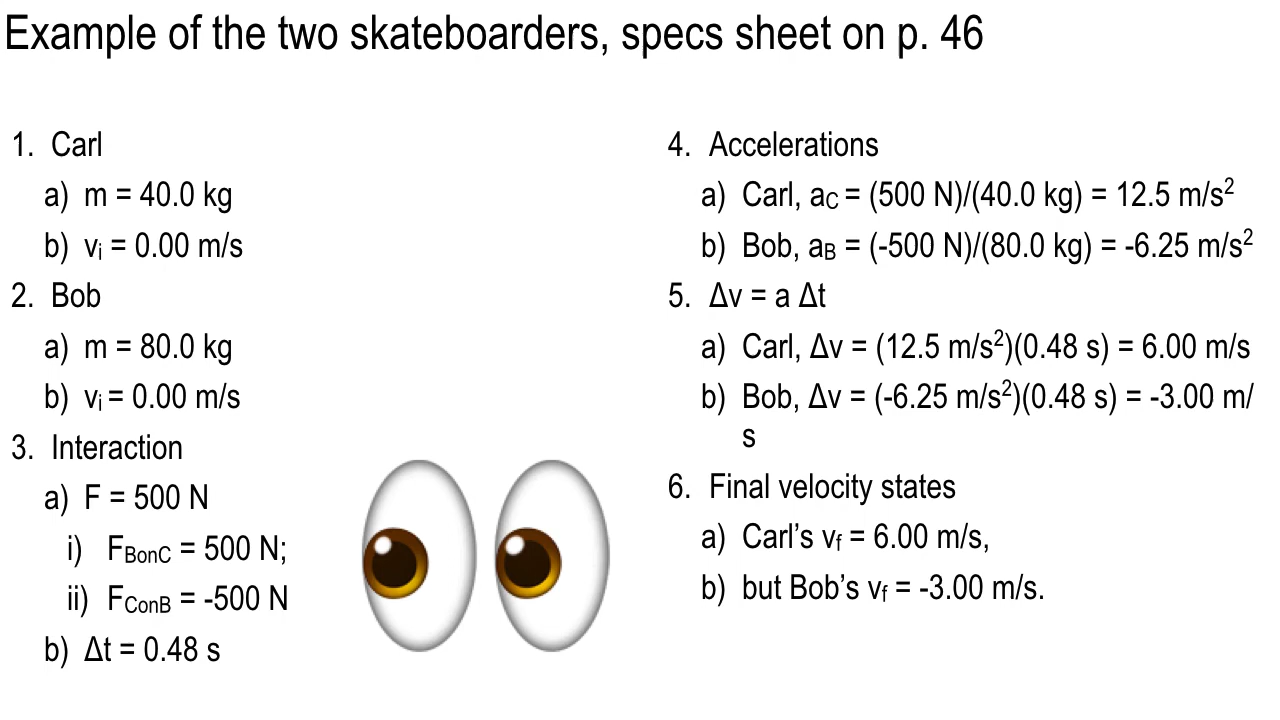 Example of the two skateboarders, specs sheet on p. 46
1. Carl
a) m = 40.0 kg
b) vᵢ = 0.00 m/s
2. Bob
a) m = 80.0 kg
b) vᵢ = 0.00 m/s
3. Interaction
a) F = 500 N
i) FBonC = 500 N;
ii) FConB = -500 N
b) Δt = 0.48 s
4. Accelerations
a) Carl, aC = (500 N)/(40.0 kg) = 12.5 m/s²
b) Bob, aB = (-500 N)/(80.0 kg) = -6.25 m/s²
5. Δv = a Δt
a) Carl, Δv = (12.5 m/s²)(0.48 s) = 6.00 m/s
b) Bob, Δv = (-6.25 m/s²)(0.48 s) = -3.00 m/
s
6. Final velocity states
a) Carl’s vf = 6.00 m/s,
b) but Bob’s vf = -3.00 m/s.